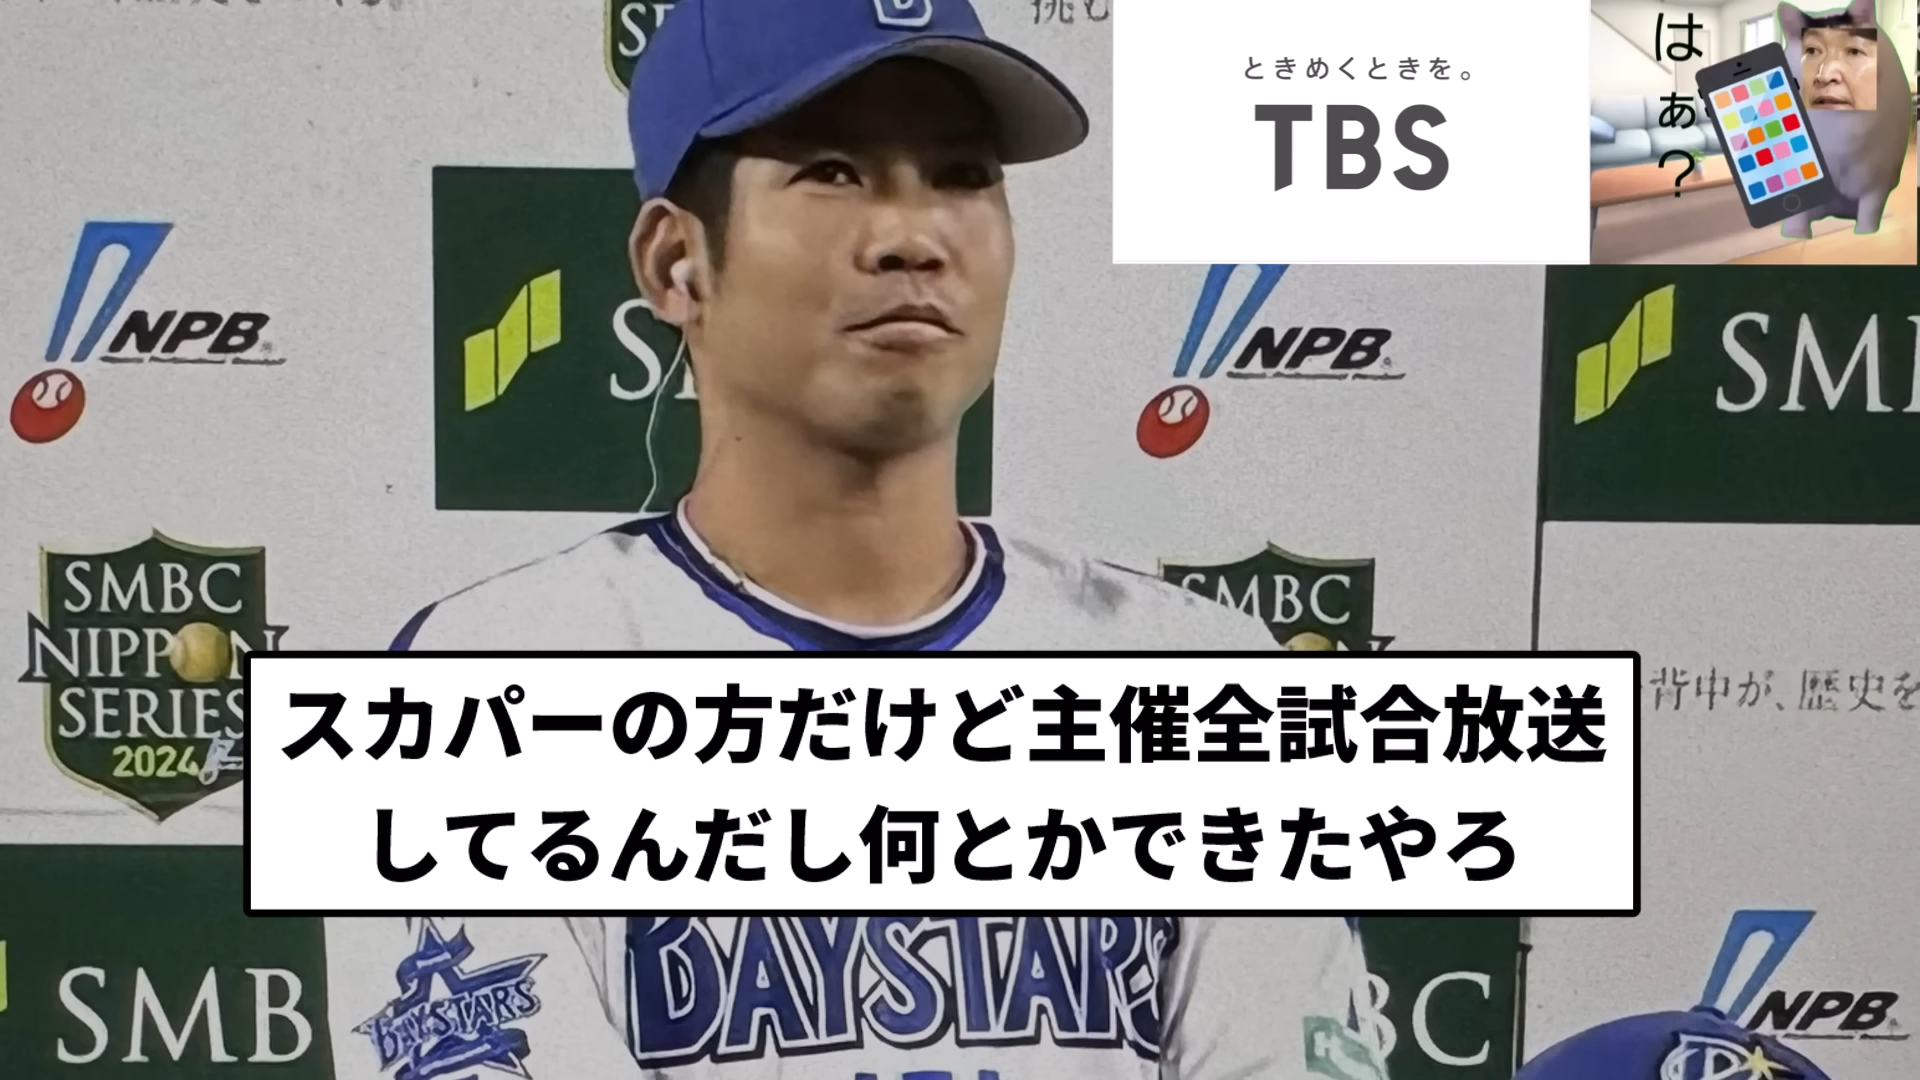 挑む
ときめくときを。
TBS
はぁ?
NPB
NPB
SM
SMBC
NIPPON
SERIES
2024
SMBC
背中が、歴史を
スカパーの方だけど主催全試合放送
してるんだし何とかできたやろ
BAYSTARS
BAYSTARS
SMB
BC
NPB